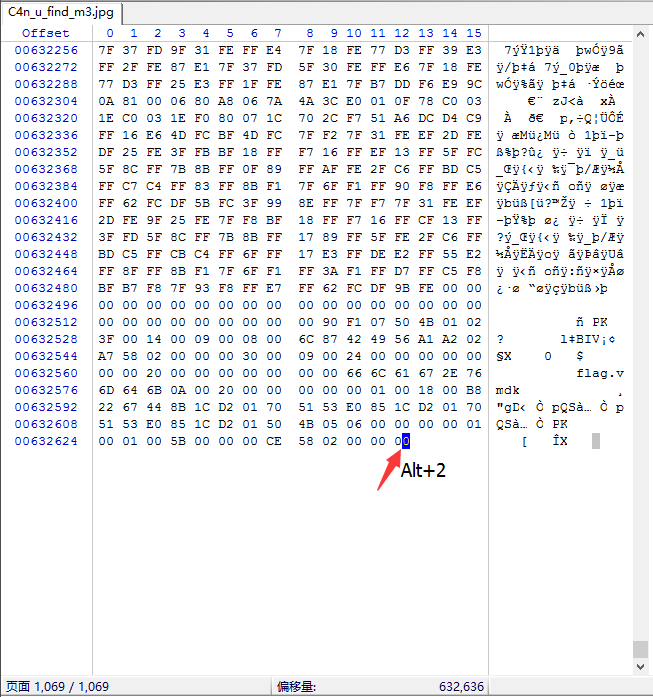 C4n_u_find_m3.jpg
Offset 0 1 2 3 4 5 6 7 8 9 10 11 12 13 14 15
00632256 7F 37 FD 9F 31 FE FF E4 7F 18 FE 77 D3 FF 39 E3
00632272 FF 2F FE 87 E1 7F 37 FD 5F 30 FE FF E6 7F 18 FE
00632288 77 D3 FF 25 E3 FF 1F FE 87 E1 7F B7 DD F6 E9 9C
00632304 0A 81 00 06 80 A8 06 7A 4A 3C E0 01 0F 78 C0 03
00632320 1E C0 03 1E F0 80 07 1C 70 2C F7 51 A6 DC D4 C9
00632336 FF 16 E6 4D FC BF 4D FC 7F F2 7F 31 FE EF 2D FE
00632352 DF 25 FE 3F FB BF 18 FF F7 16 FF EF 13 FF 5F FC
00632368 5F 8C FF 7B 8B FF 0F 89 FF AF FE 2F C6 FF BD C5
00632384 FF C7 C4 FF 83 FF 8B F1 7F 6F F1 FF 90 F8 FF E6
00632400 FF 62 FC DF 5B FC 3F 99 8E FF 7F F7 7F 31 FE EF
00632416 2D FE 9F 25 FE 7F F8 BF 18 FF F7 16 FF CF 13 FF
00632432 3F FD 5F 8C FF 7B 8B FF 17 89 FF 5F FE 2F C6 FF
00632448 BD C5 FF CB C4 FF 6F FF 17 E3 FF DE E2 FF 55 E2
00632464 FF 8F FF 8B F1 7F 6F F1 FF 3A F1 FF D7 FF C5 F8
00632480 BF B7 F8 7F 93 F8 FF E7 FF 62 FC DF 9B FE 00 00
00632496 00 00 00 00 00 00 00 00 00 00 00 00 00 00 00 00
00632512 00 00 00 00 00 00 00 00 00 90 F1 07 50 4B 01 02 ñ PK
00632528 3F 00 14 00 09 00 08 00 6C 87 42 49 56 A1 A2 02 ? l‡BIV¡¢
00632544 A7 58 02 00 00 00 30 00 09 00 24 00 00 00 00 00 §X 0 $
00632560 00 00 20 00 00 00 00 00 00 00 66 6C 61 67 2E 76 flag.v
00632576 6D 64 6B 0A 00 20 00 00 00 00 00 01 00 18 00 B8 mdk ¸
00632592 22 67 44 8B 1C D2 01 70 51 53 E0 85 1C D2 01 70 "gD‹ Ò pQSà… Ò p
00632608 51 53 E0 85 1C D2 01 50 4B 05 06 00 00 00 00 01 QSà… Ò PK
00632624 00 01 00 5B 00 00 00 CE 58 02 00 00 00 [ ÎX
Alt+2
页面 1,069 / 1,069 偏移量: 632,636